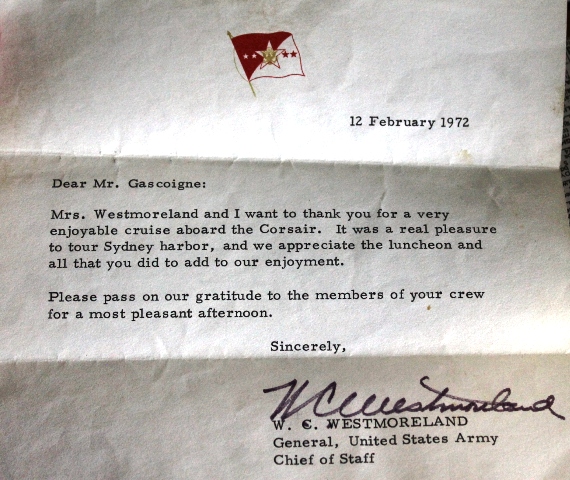 12 February 1972
Dear Mr. Gascoigne:
Mrs. Westmoreland and I want to thank you for a very
enjoyable cruise aboard the Corsair. It was a real pleasure
to tour Sydney harbor, and we appreciate the luncheon and
all that you did to add to our enjoyment.
Please pass on our gratitude to the members of your crew
for a most pleasant afternoon.
Sincerely,
WCWestmoreland
W. C. WESTMORELAND
General, United States Army
Chief of Staff